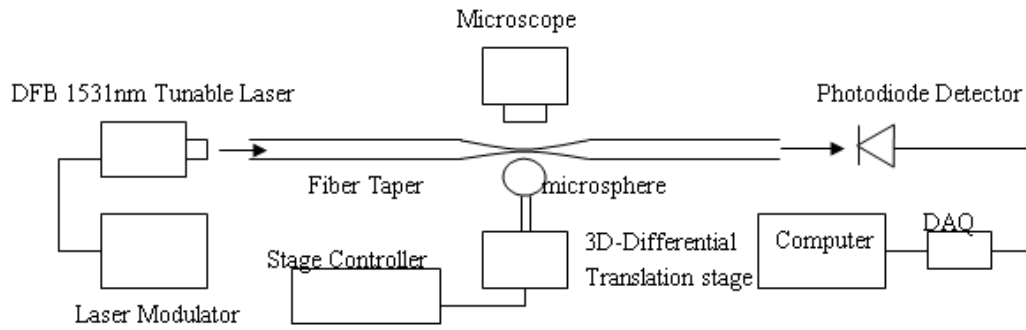 Microscope
DFB 1531nm Tunable Laser
Photodiode Detector
Fiber Taper
microsphere
3D-Differential
Translation stage
Computer
DAQ
Stage Controller
Laser Modulator